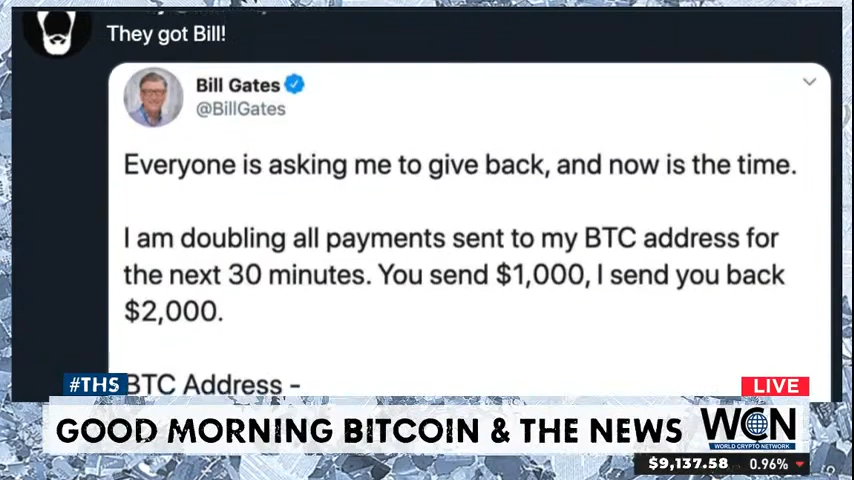 They got Bill!
Bill Gates
@BillGates
Everyone is asking me to give back, and now is the time.
I am doubling all payments sent to my BTC address for
the next 30 minutes. You send $1,000, I send you back
$2,000.
BTC Address -
#THS
LIVE
GOOD MORNING BITCOIN & THE NEWS
WCN
WORLD CRYPTO NETWORK
$9,137.58 0.96%